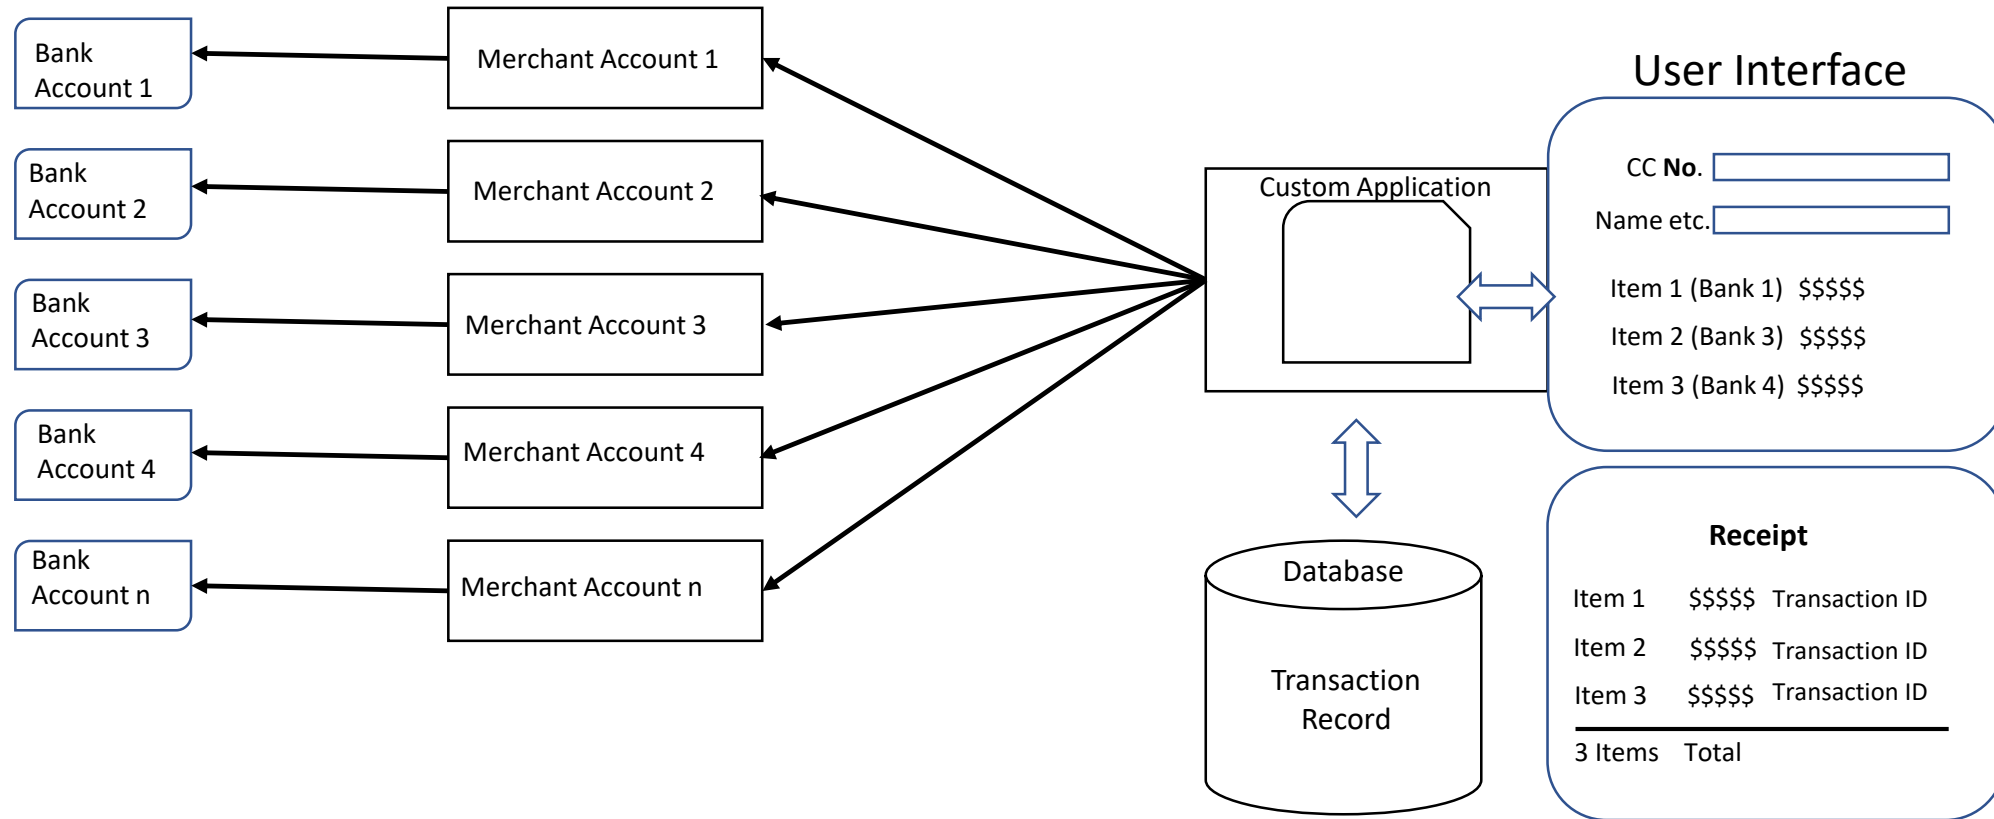 Bank
Account 1
Merchant Account 1
User Interface
Bank
Account 2
Merchant Account 2
Custom Application
CC No.
Name etc.
Bank
Account 3
Merchant Account 3
Item 1 (Bank 1) $$$$$
Item 2 (Bank 3) $$$$$
Item 3 (Bank 4) $$$$$
Bank
Account 4
Merchant Account 4
Bank
Account n
Merchant Account n
Database
Transaction
Record
Receipt
Item 1 $$$$$ Transaction ID
Item 2 $$$$$ Transaction ID
Item 3 $$$$$ Transaction ID
3 Items Total